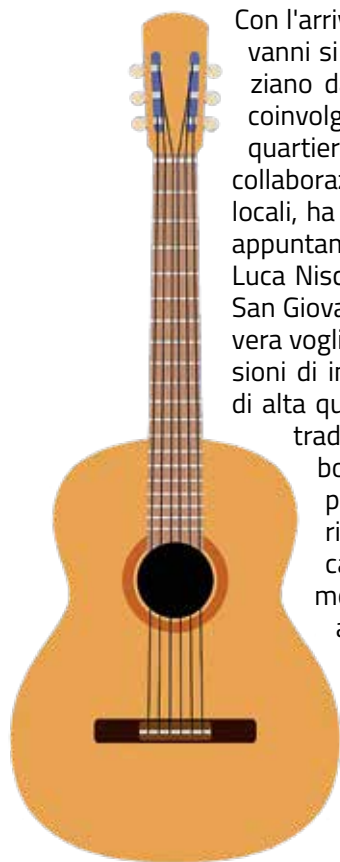 Con l'arriv
vanni si
ziano d
coinvolg
quartier
collaboraz
locali, ha
appuntan
Luca Nisc
San Giova
vera vogli
sioni di in
di alta qu
trad
bo
p
ri
ca
me
a